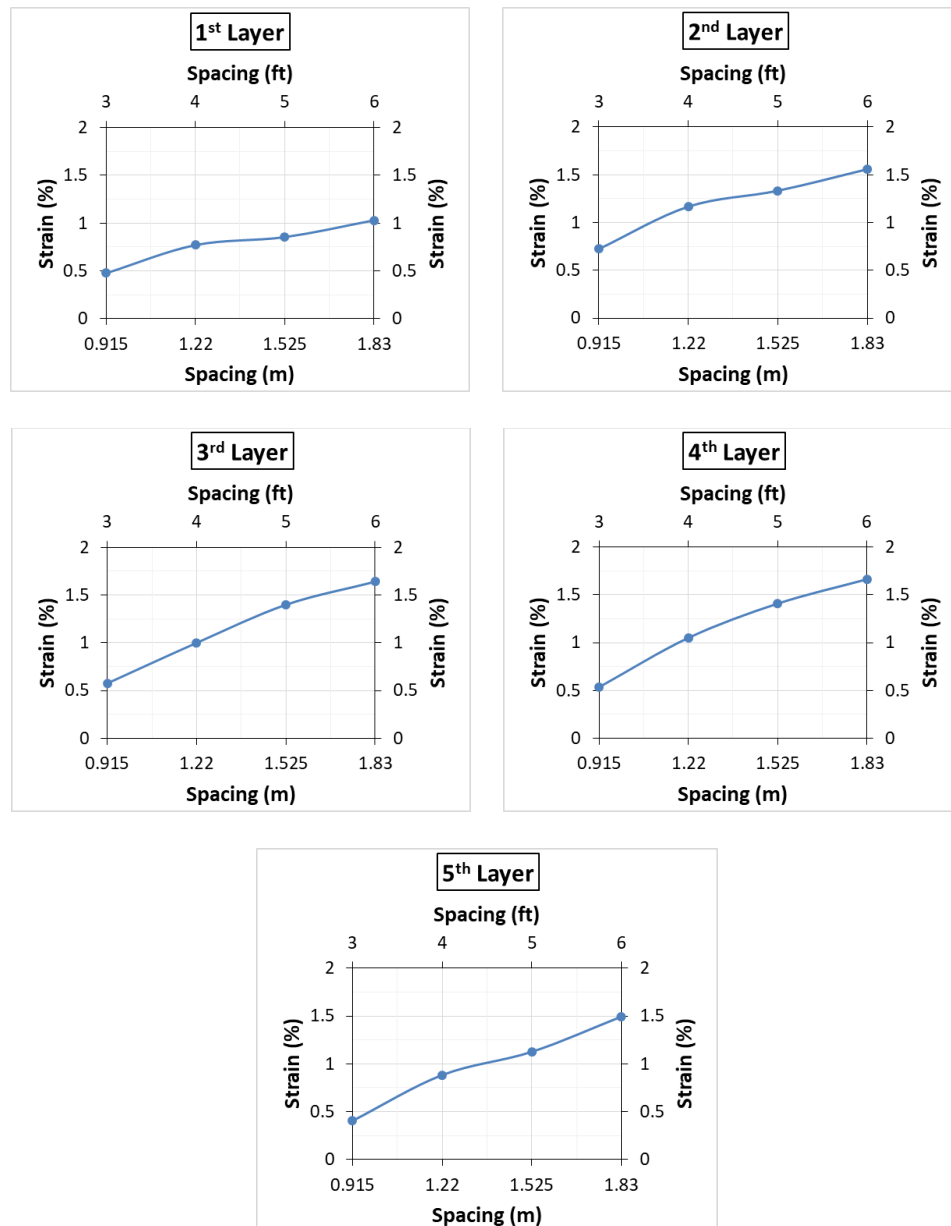 1st Layer
Spacing (ft)
3 4 5 6
2 2
1.5 1.5
1 1
0.5 0.5
0 0
Strain (%)
Strain (%)
0.915 1.22 1.525 1.83
Spacing (m)
2nd Layer
Spacing (ft)
3 4 5 6
2 2
1.5 1.5
1 1
0.5 0.5
0 0
Strain (%)
Strain (%)
0.915 1.22 1.525 1.83
Spacing (m)
3rd Layer
Spacing (ft)
3 4 5 6
2 2
1.5 1.5
1 1
0.5 0.5
0 0
Strain (%)
Strain (%)
0.915 1.22 1.525 1.83
Spacing (m)
4th Layer
Spacing (ft)
3 4 5 6
2 2
1.5 1.5
1 1
0.5 0.5
0 0
Strain (%)
Strain (%)
0.915 1.22 1.525 1.83
Spacing (m)
5th Layer
Spacing (ft)
3 4 5 6
2 2
1.5 1.5
1 1
0.5 0.5
0 0
Strain (%)
Strain (%)
0.915 1.22 1.525 1.83
Spacing (m)